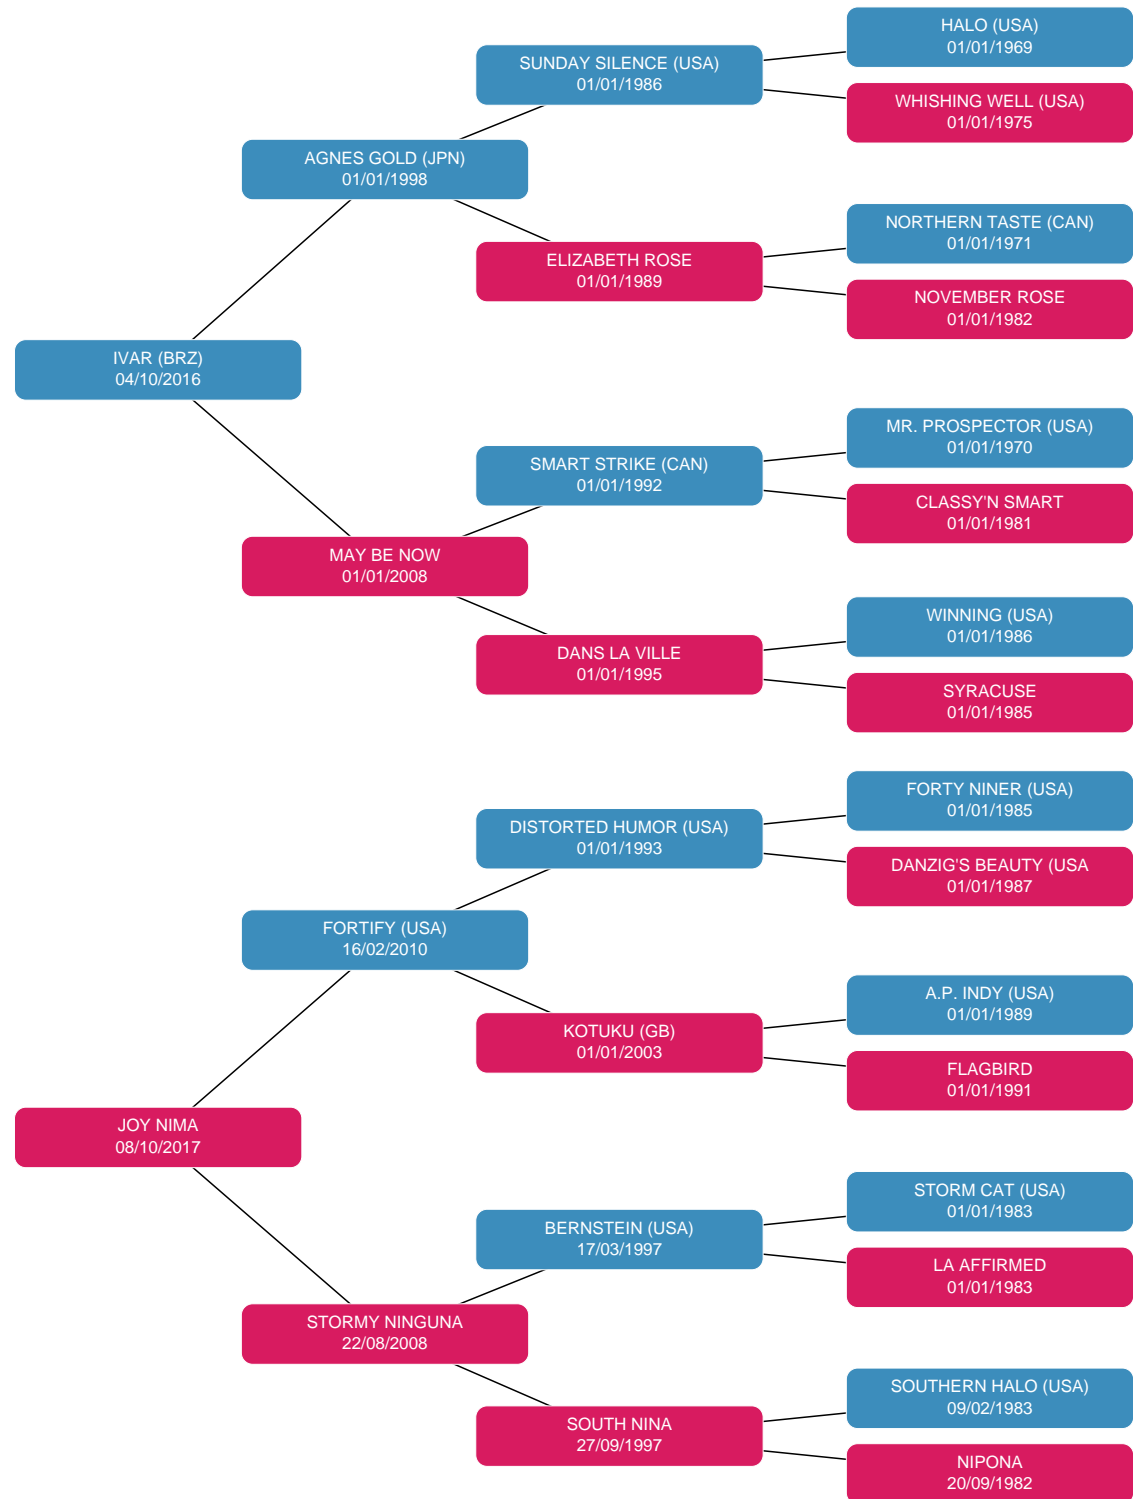 HALO (USA)
01/01/1969
SUNDAY SILENCE (USA)
01/01/1986
WHISHING WELL (USA)
01/01/1975
AGNES GOLD (JPN)
01/01/1998
NORTHERN TASTE (CAN)
01/01/1971
ELIZABETH ROSE
01/01/1989
NOVEMBER ROSE
01/01/1982
IVAR (BRZ)
04/10/2016
MR. PROSPECTOR (USA)
01/01/1970
SMART STRIKE (CAN)
01/01/1992
CLASSY'N SMART
01/01/1981
MAY BE NOW
01/01/2008
WINNING (USA)
01/01/1986
DANS LA VILLE
01/01/1995
SYRACUSE
01/01/1985
FORTY NINER (USA)
01/01/1985
DISTORTED HUMOR (USA)
01/01/1993
DANZIG'S BEAUTY (USA
01/01/1987
FORTIFY (USA)
16/02/2010
A.P. INDY (USA)
01/01/1989
KOTUKU (GB)
01/01/2003
FLAGBIRD
01/01/1991
JOY NIMA
08/10/2017
STORM CAT (USA)
01/01/1983
BERNSTEIN (USA)
17/03/1997
LA AFFIRMED
01/01/1983
STORMY NINGUNA
22/08/2008
SOUTHERN HALO (USA)
09/02/1983
SOUTH NINA
27/09/1997
NIPONA
20/09/1982